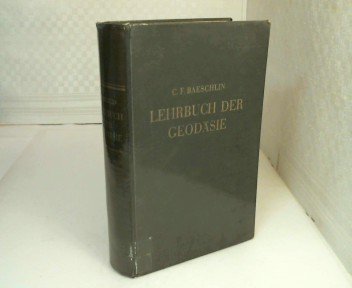 C. F. BAESCHLIN
LEHRBUCH DER
GEODÄSIE